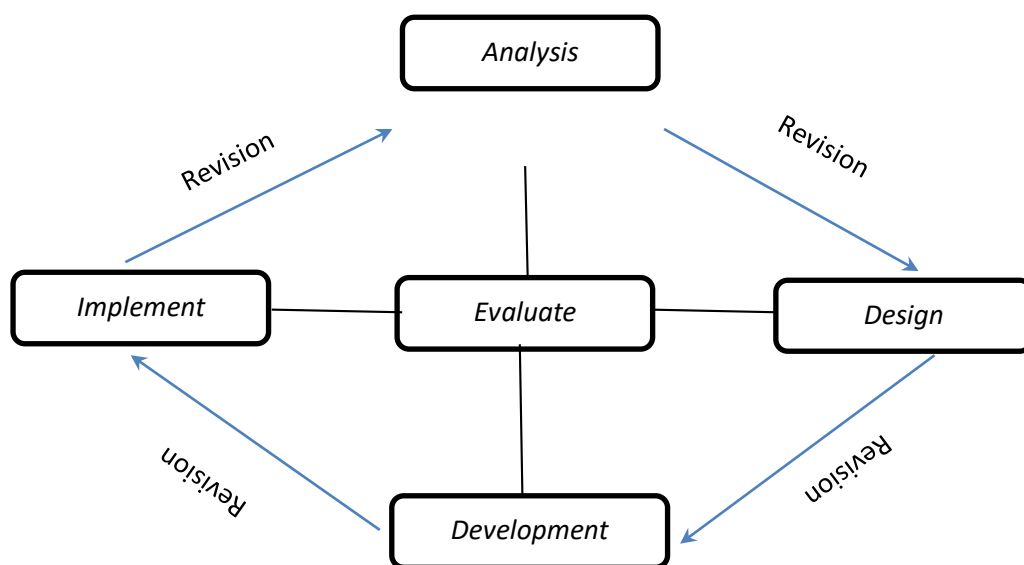 Analysis
Revision
Revision
Implement
Evaluate
Design
Revision
Revision
Development